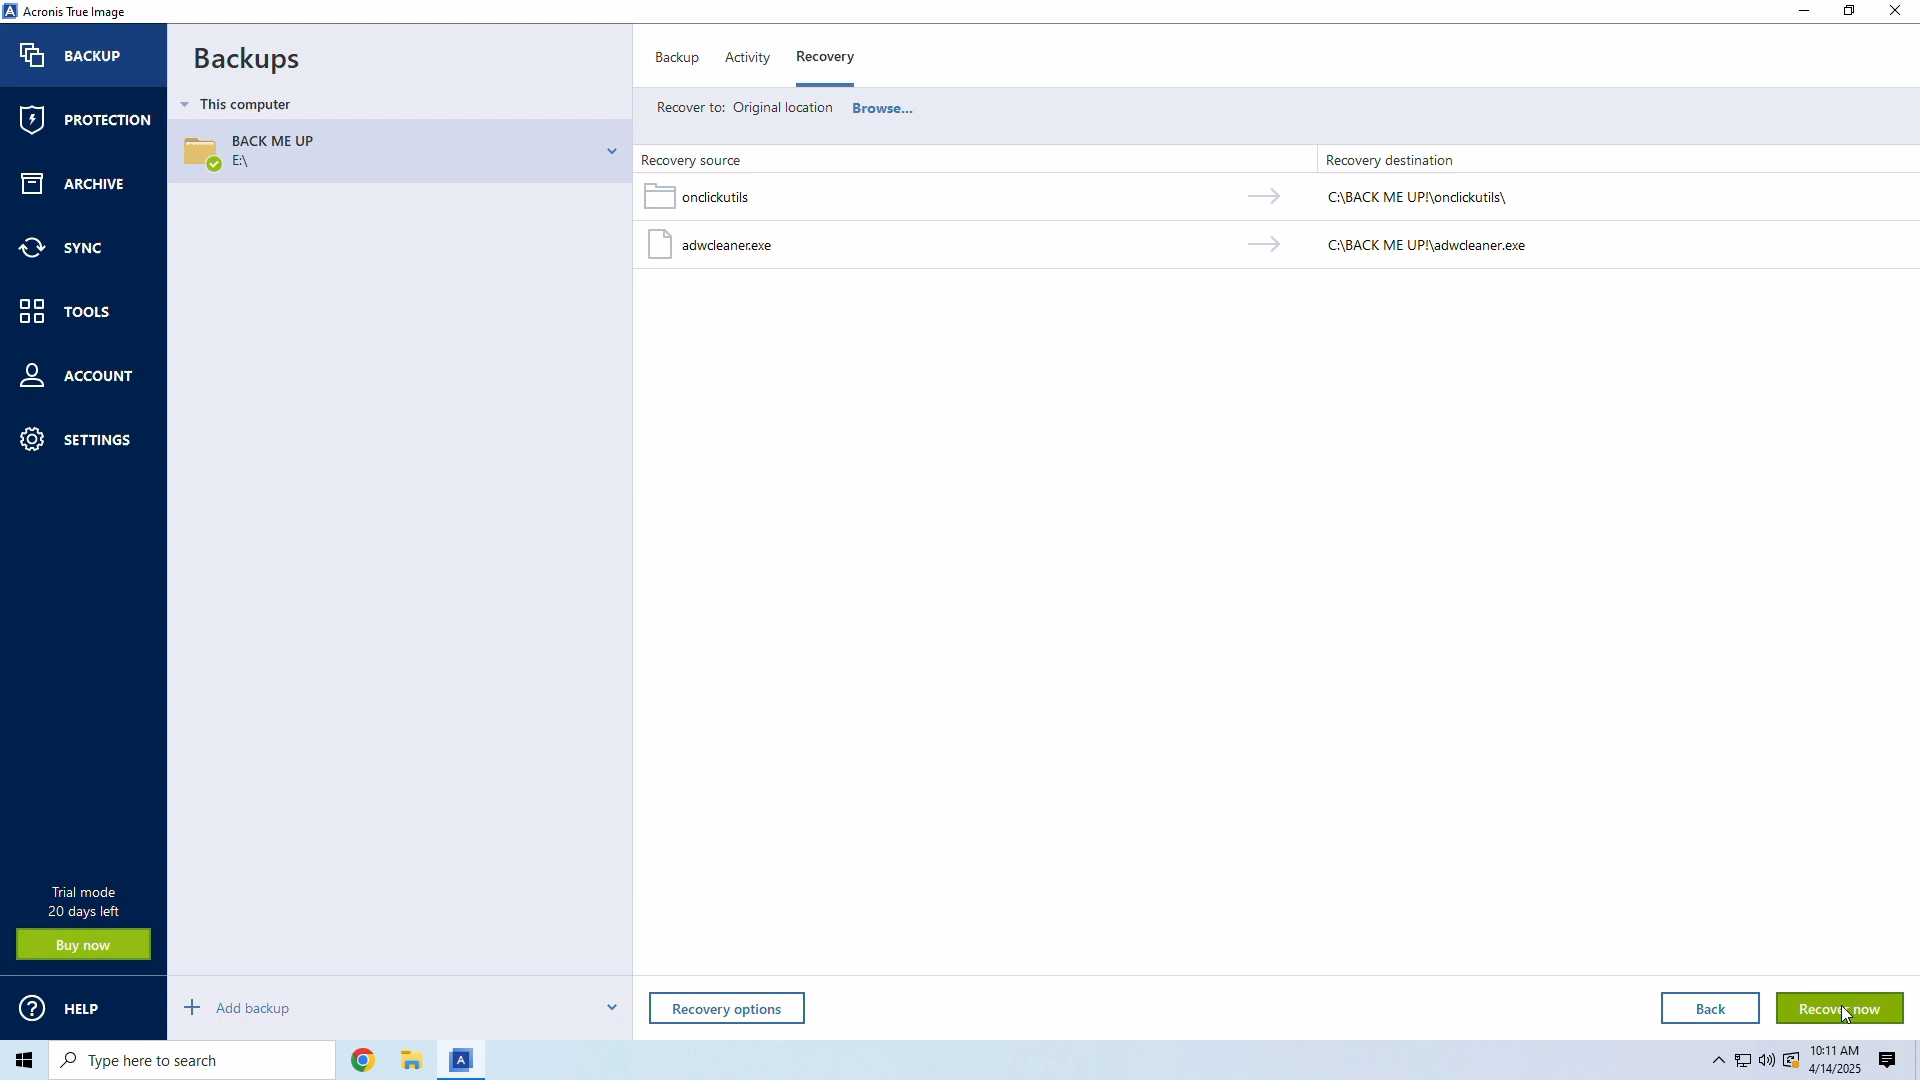 Acronis True Image
BACKUP
PROTECTION
ARCHIVE
SYNC
TOOLS
ACCOUNT
SETTINGS
Trial mode
20 days left
Buy now
HELP
Backups
This computer
BACK ME UP
E:\
Add backup
Backup Activity Recovery
Recover to: Original location Browse...
Recovery source Recovery destination
onclickutils C:\BACK ME UP!\onclickutils\
adwcleaner.exe C:\BACK ME UP!\adwcleaner.exe
Recovery options Back Recover now
Type here to search
10:11 AM
4/14/2025